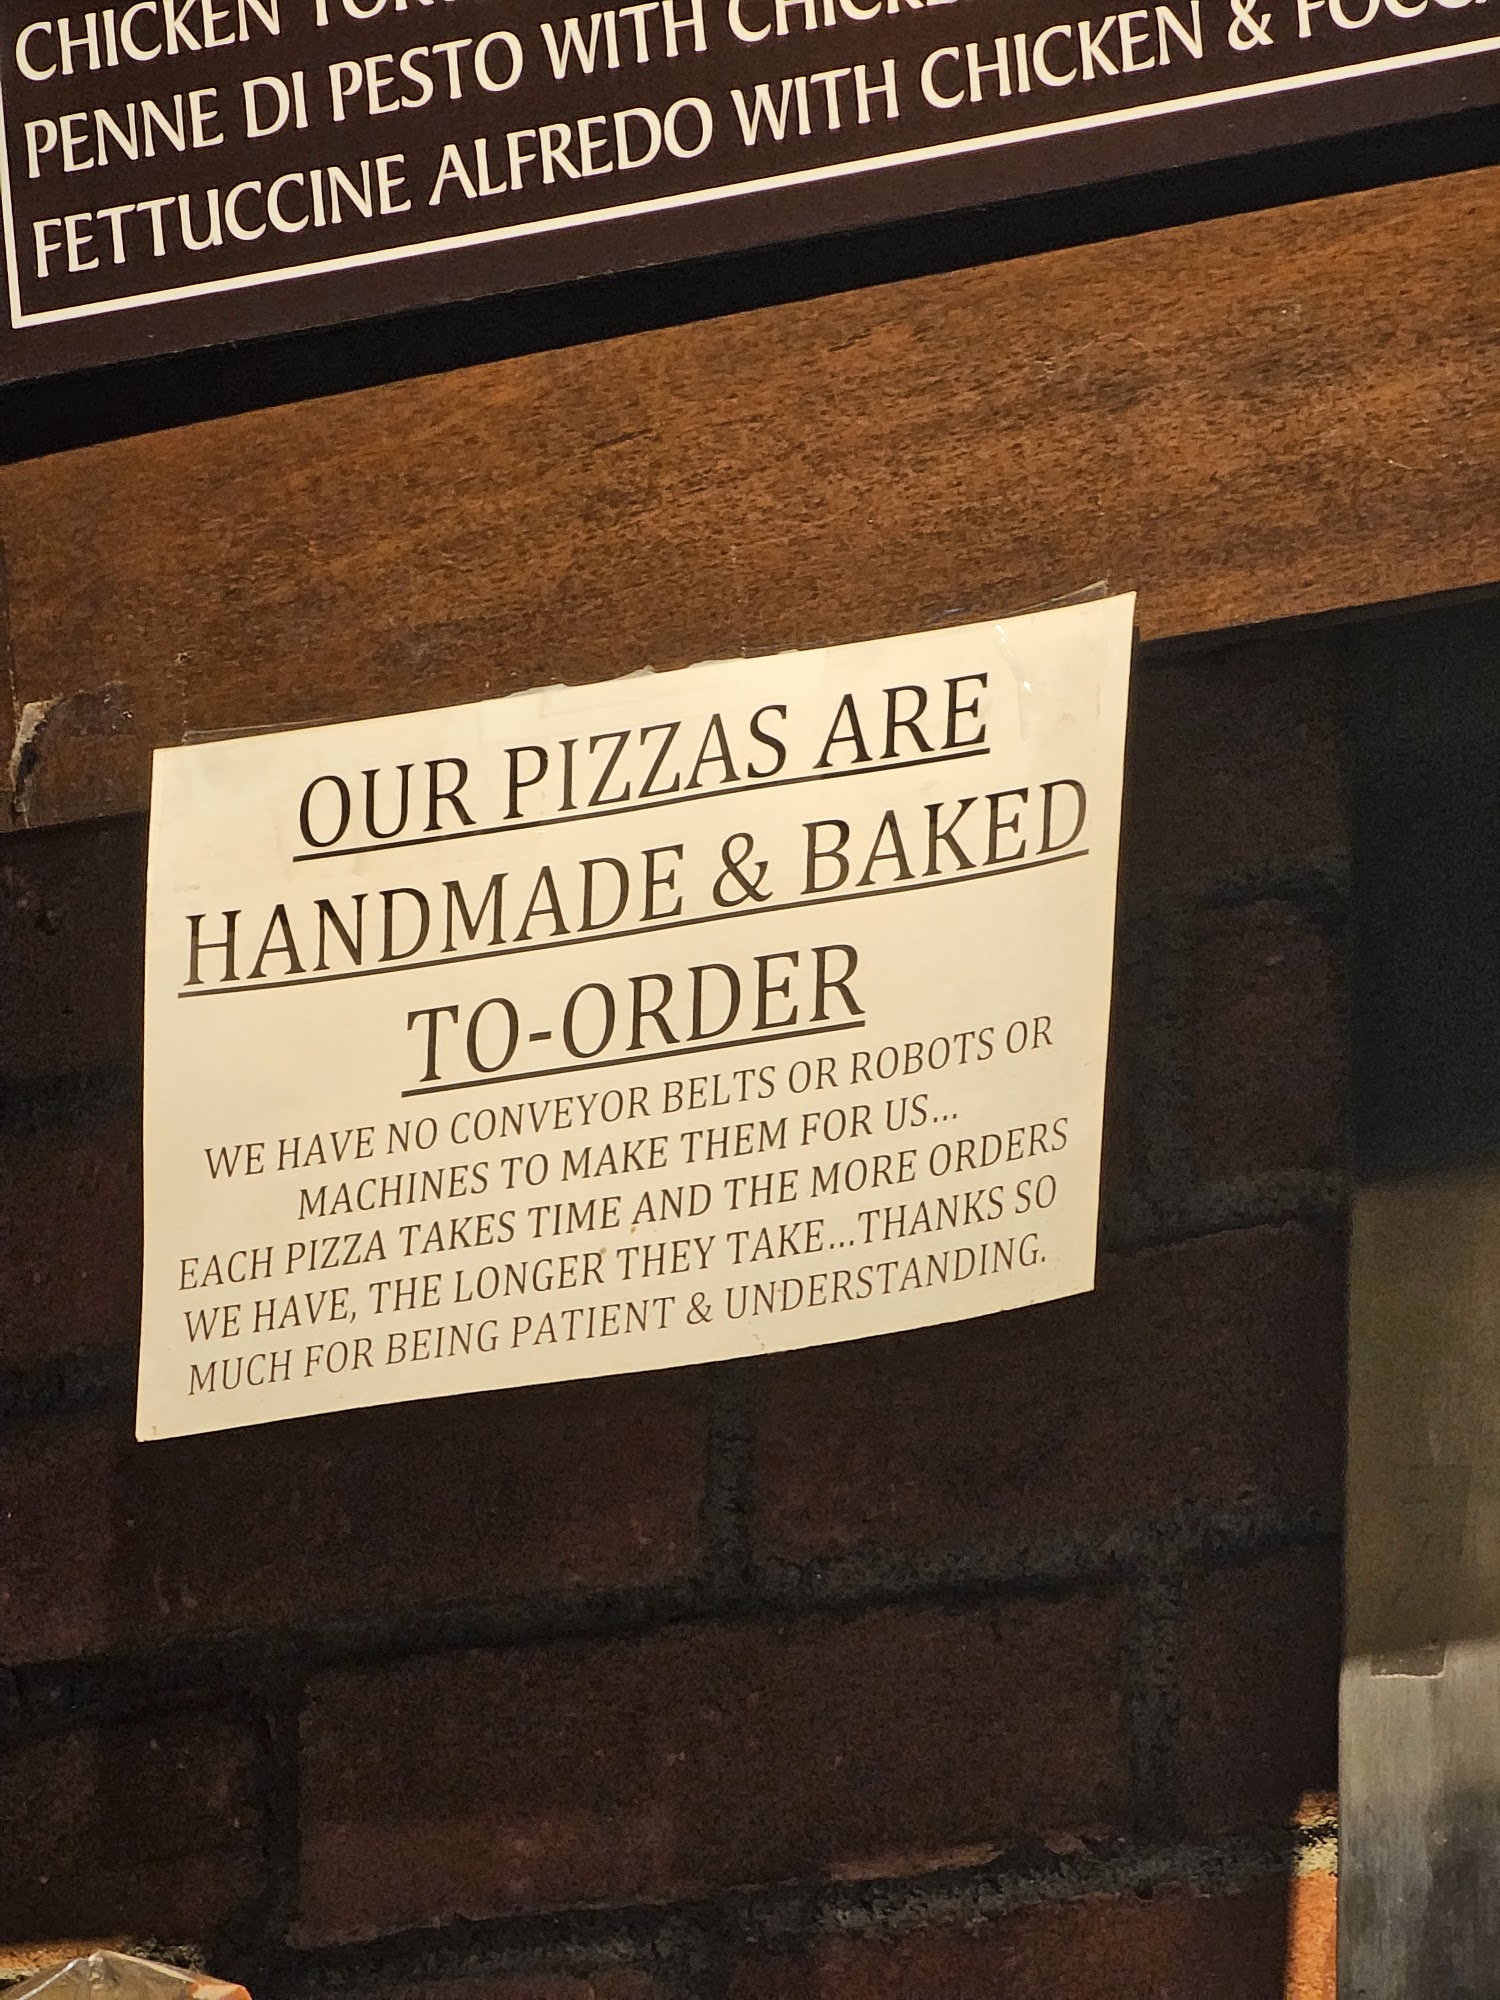 CHICKEN
PENNE DI PESTO WITH
FETTUCCINE ALFREDO WITH CHICKEN &
OUR PIZZAS ARE
HANDMADE & BAKED
TO-ORDER
WE HAVE NO CONVEYOR BELTS OR ROBOTS OR
MACHINES TO MAKE THEM FOR US...
EACH PIZZA TAKES TIME AND THE MORE ORDERS
WE HAVE, THE LONGER THEY TAKE...THANKS SO
MUCH FOR BEING PATIENT & UNDERSTANDING.